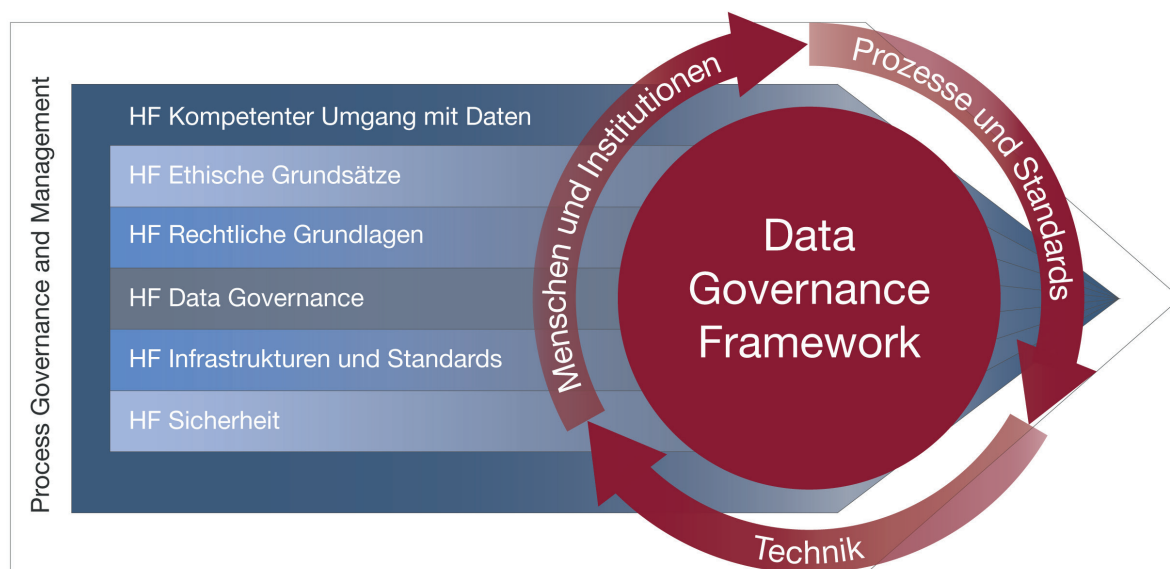 Process Governance and Management
HF Kompetenter Umgang mit Daten
HF Ethische Grundsätze
HF Rechtliche Grundlagen
HF Data Governance
HF Infrastrukturen und Standards
HF Sicherheit
Menschen und Institutionen
Prozesse und Standards
Technik
Data
Governance
Framework